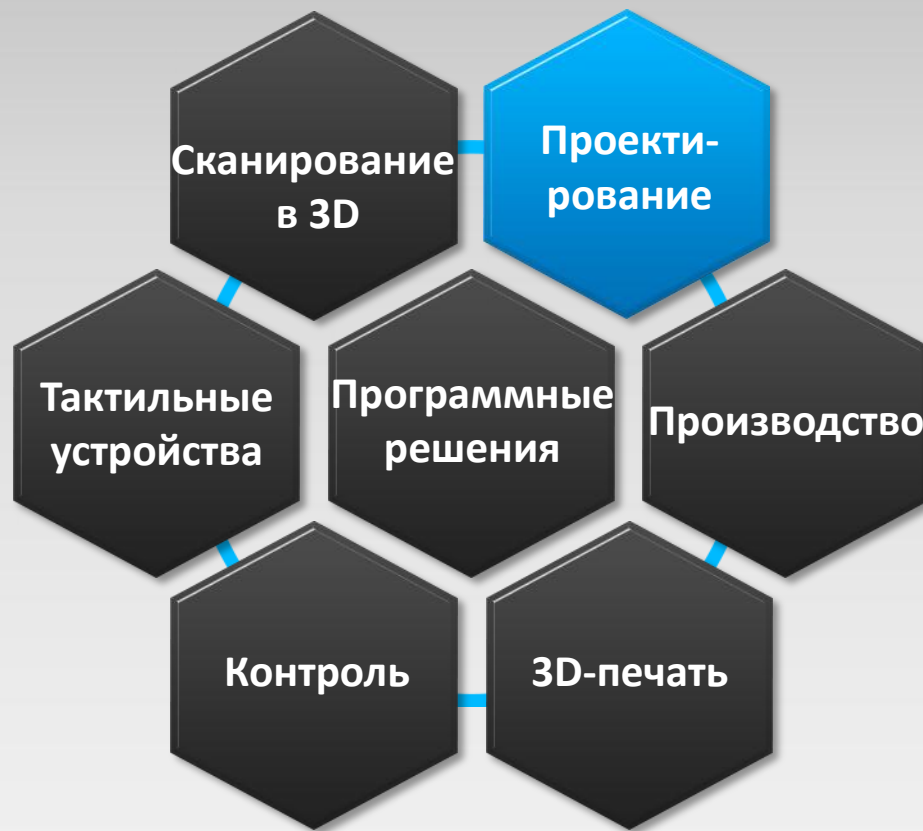 Сканирование
в 3D
Проекти-
рование
Тактильные
устройства
Программные
решения
Производство
Контроль
3D-печать